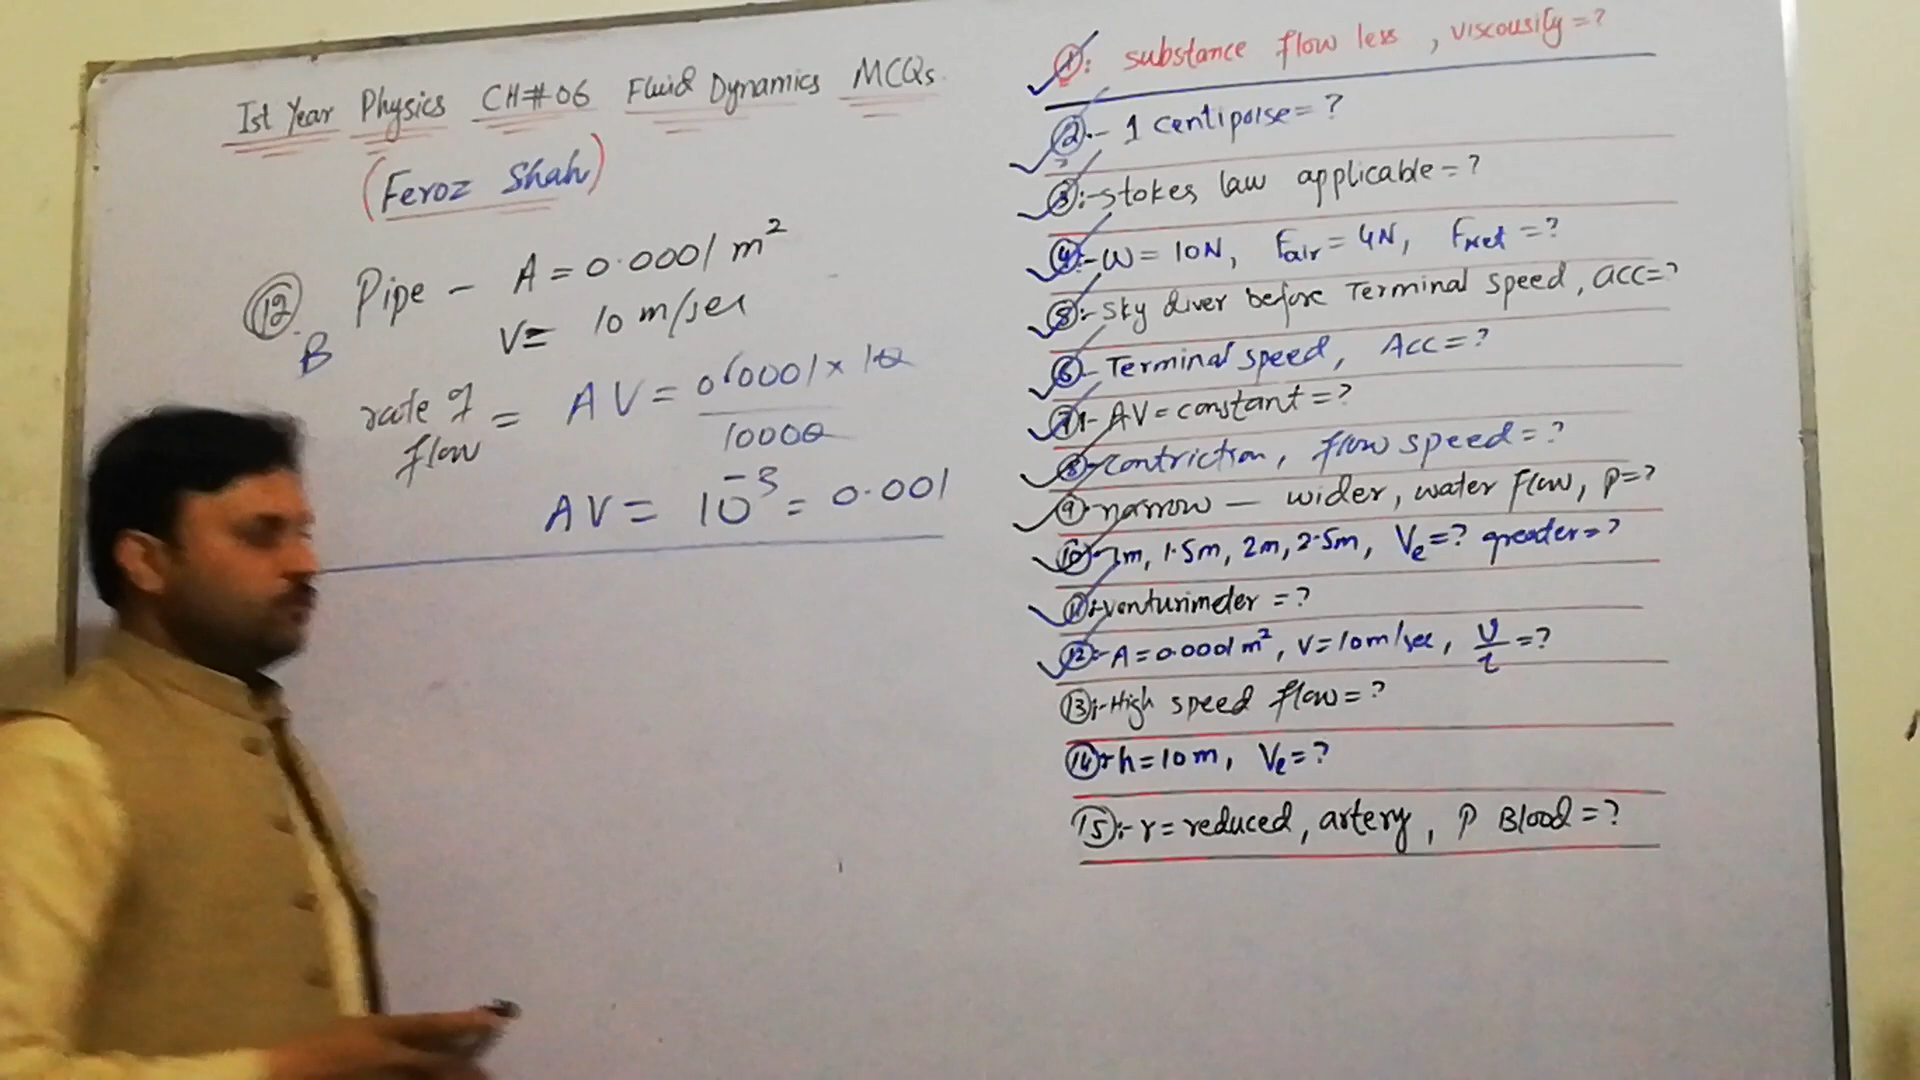 Ist Year Physics CH#06 Fluid Dynamics MCQs.
(Feroz Shah)
12 Pipe - A = 0.0001 m²
B V = 10 m/sec
rate of flow = AV = 0.0001 x 10
10000
AV = 10⁻³ = 0.001
1:- substance flow less, viscousity = ?
2:- 1 centipoise = ?
3:- stokes law applicable = ?
4:- W = 10N, Fair = 4N, Fnet = ?
5:- Sky diver before Terminal speed, acc = ?
6:- Terminal speed, Acc = ?
7:- AV = constant = ?
8:- contriction, flow speed = ?
9:- narrow - wider, water flow, P = ?
10:- 1m, 1.5m, 2m, 2.5m, Ve = ? greater = ?
11:- venturimeter = ?
12:- A = 0.0001 m², V = 10m/sec, V/t = ?
13:- High speed flow = ?
14:- h = 10m, Ve = ?
15:- r = reduced, artery, P Blood = ?